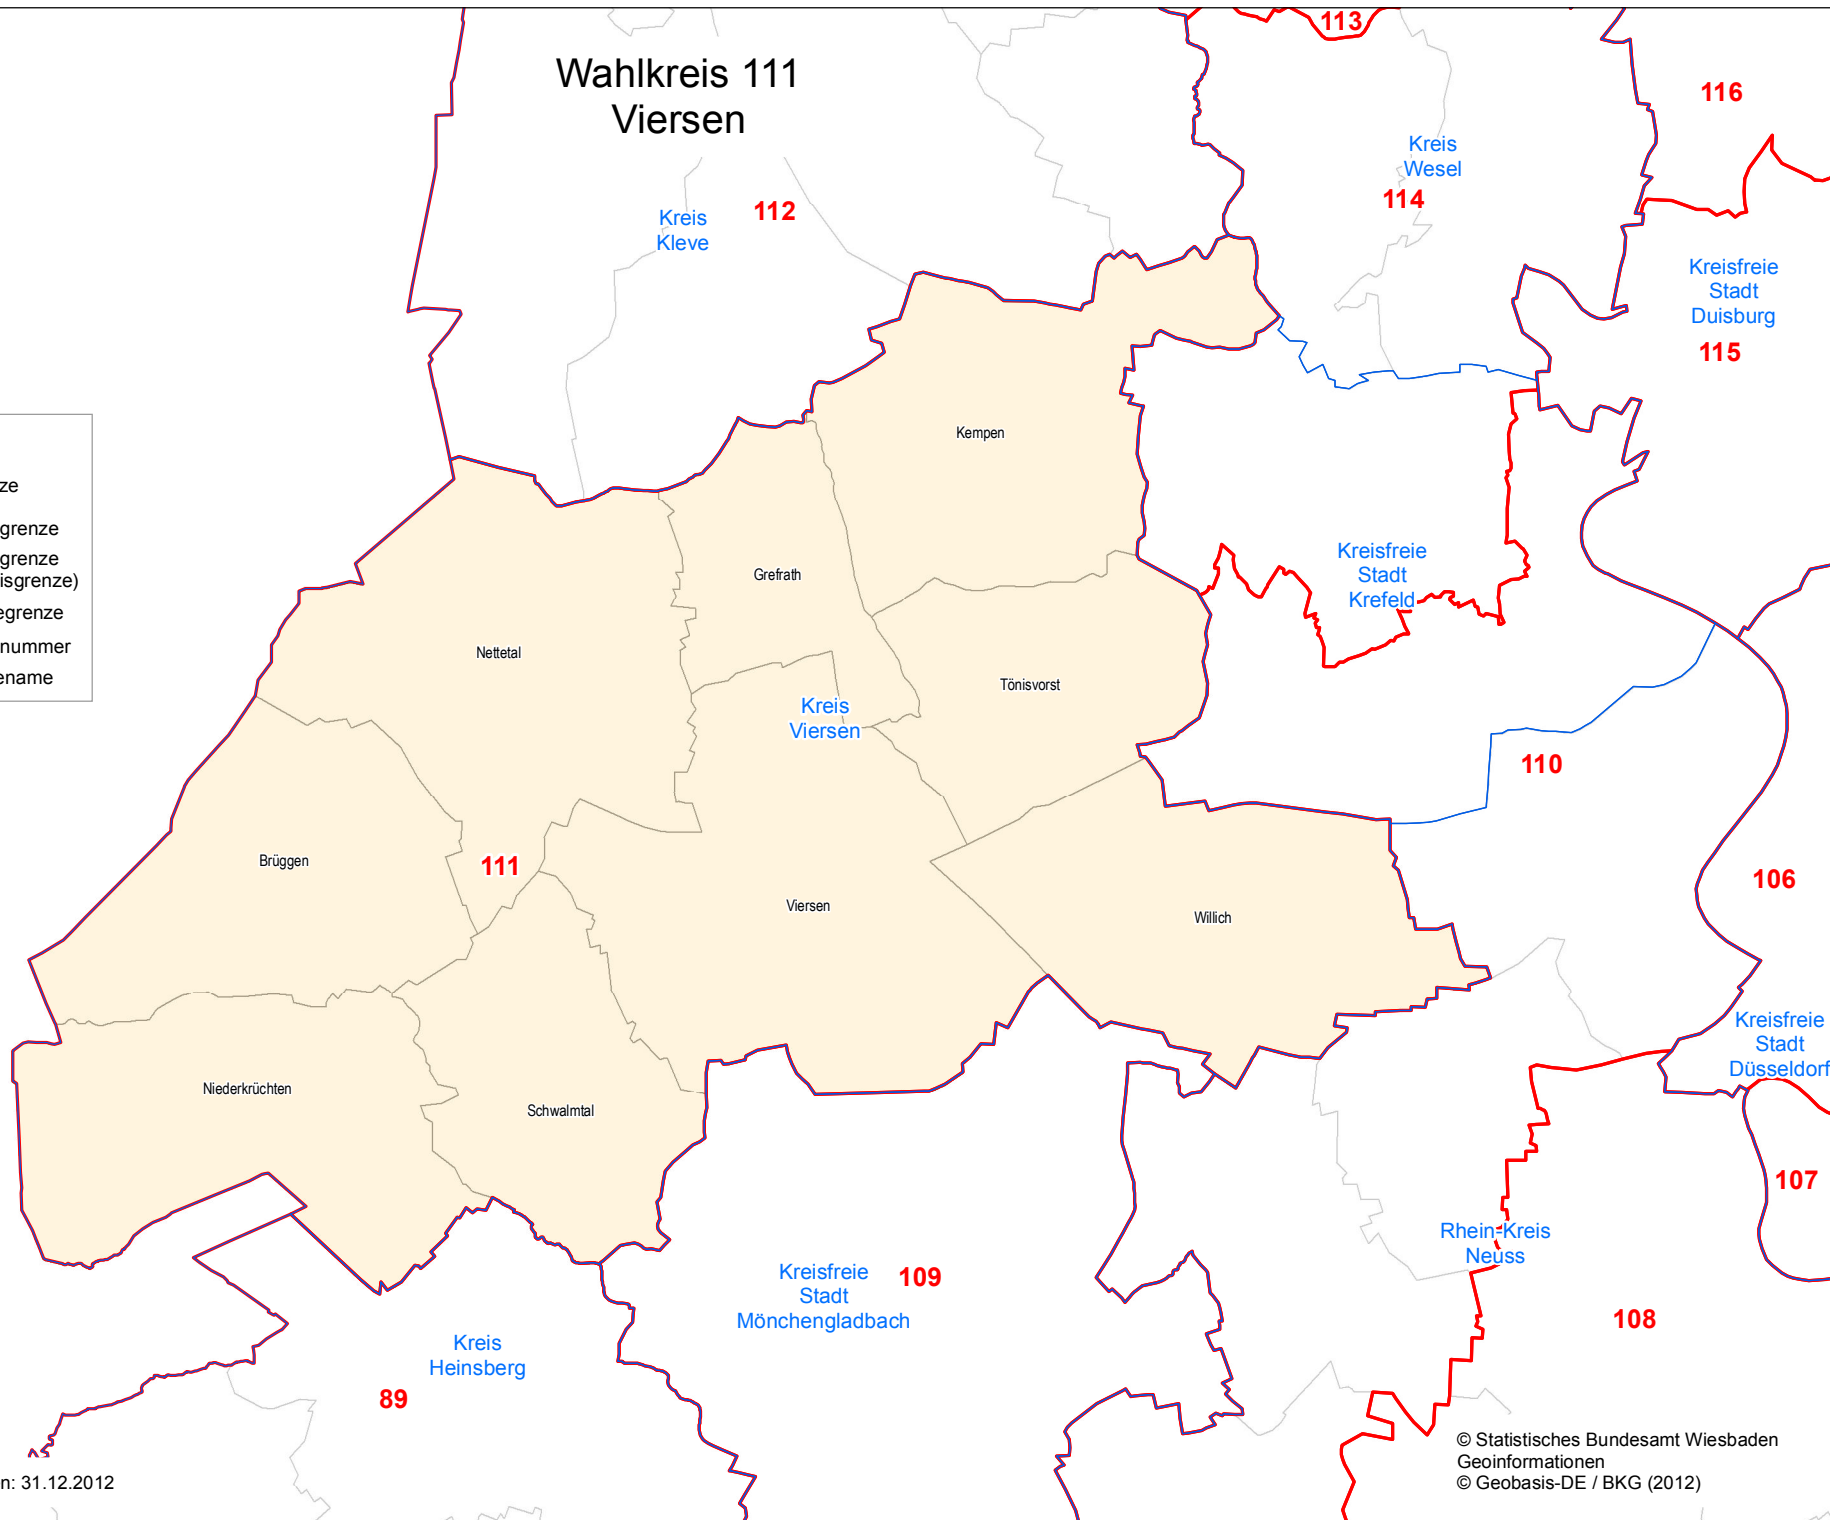 Wahlkreis 111
Viersen
113
116
Kreis
Wesel
114
112
Kreis
Kleve
Kreisfreie
Stadt
Duisburg
115
Kempen
ze
grenze
grenze
isgrenze)
egrenze
nummer
ename
Kreisfreie
Stadt
Krefeld
Grefrath
Nettetal
Tönisvorst
Kreis
Viersen
110
Brüggen
111
106
Viersen
Willich
Kreisfreie
Stadt
Düsseldorf
Niederkrüchten
Schwalmtal
107
Rhein-Kreis
Neuss
Kreisfreie
Stadt
Mönchengladbach
109
108
Kreis
Heinsberg
89
© Statistisches Bundesamt Wiesbaden
Geoinformationen
© Geobasis-DE / BKG (2012)
n: 31.12.2012